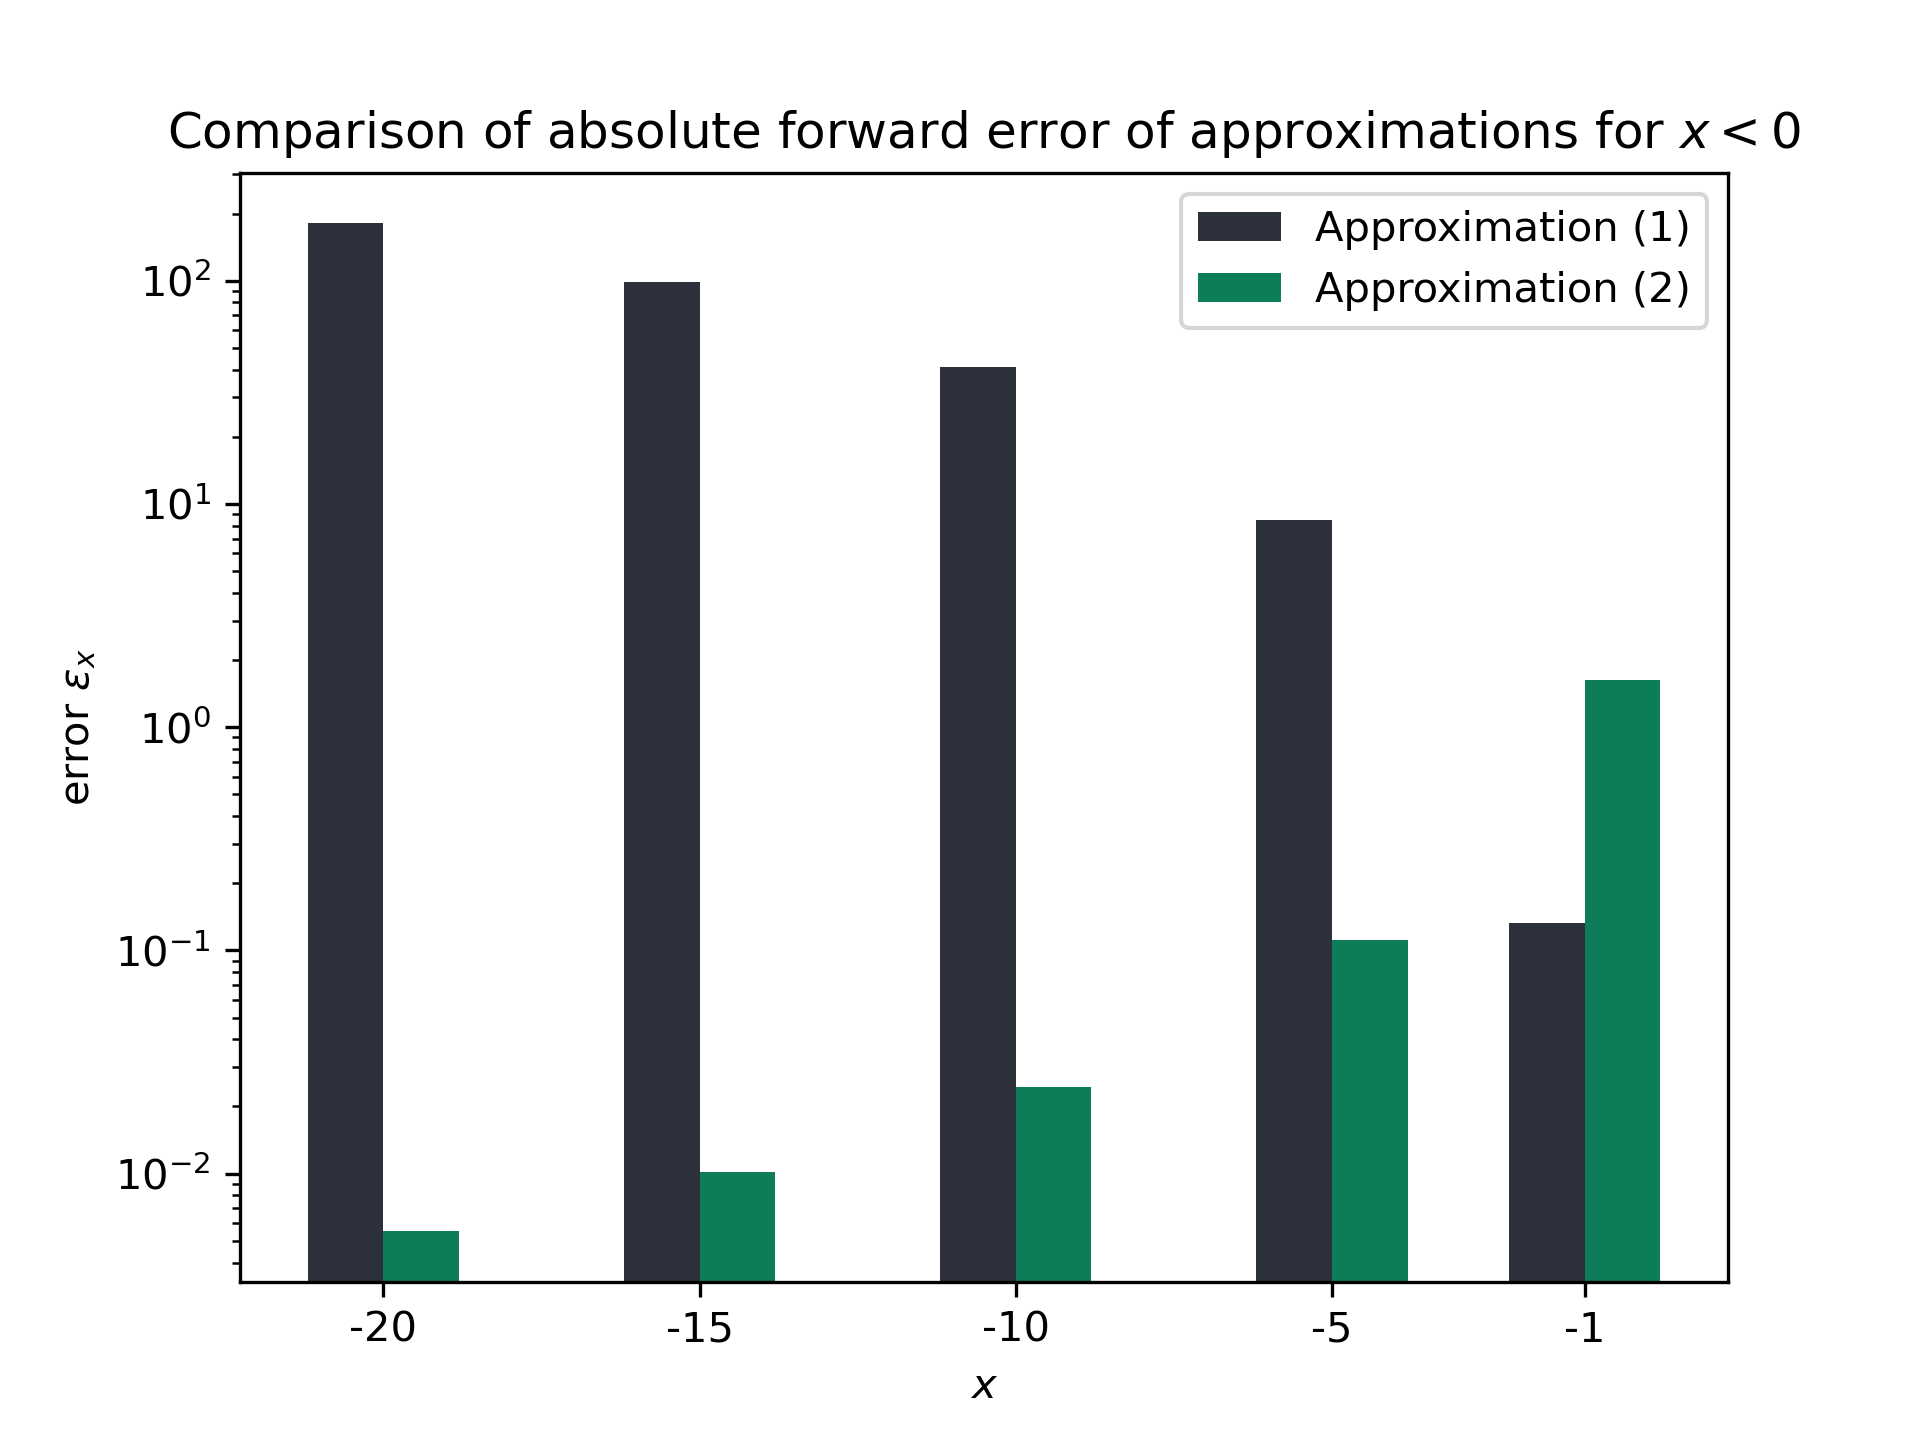 Comparison of absolute forward error of approximations for x < 0
Approximation (1)
Approximation (2)
10²
10¹
10⁰
10⁻¹
10⁻²
error εₓ
-20 -15 -10 -5 -1
x